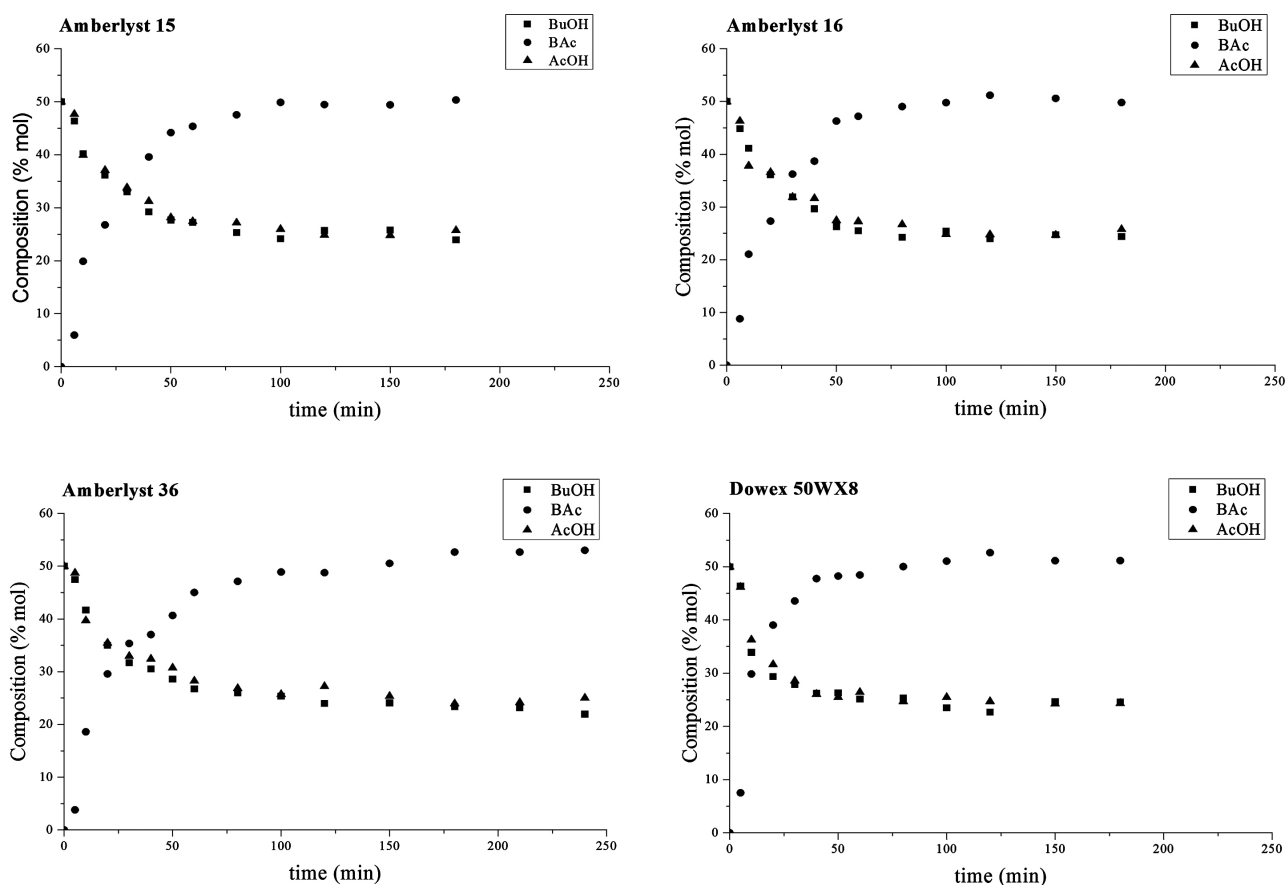 Amberlyst 15
BuOH
BAc
AcOH
Composition (% mol)
60
50
40
30
20
10
0
0 50 100 150 200 250
time (min)
Amberlyst 16
BuOH
BAc
AcOH
Composition (% mol)
60
50
40
30
20
10
0
0 50 100 150 200 250
time (min)
Amberlyst 36
BuOH
BAc
AcOH
Composition (% mol)
60
50
40
30
20
10
0
0 50 100 150 200 250
time (min)
Dowex 50WX8
BuOH
BAc
AcOH
Composition (% mol)
60
50
40
30
20
10
0
0 50 100 150 200 250
time (min)